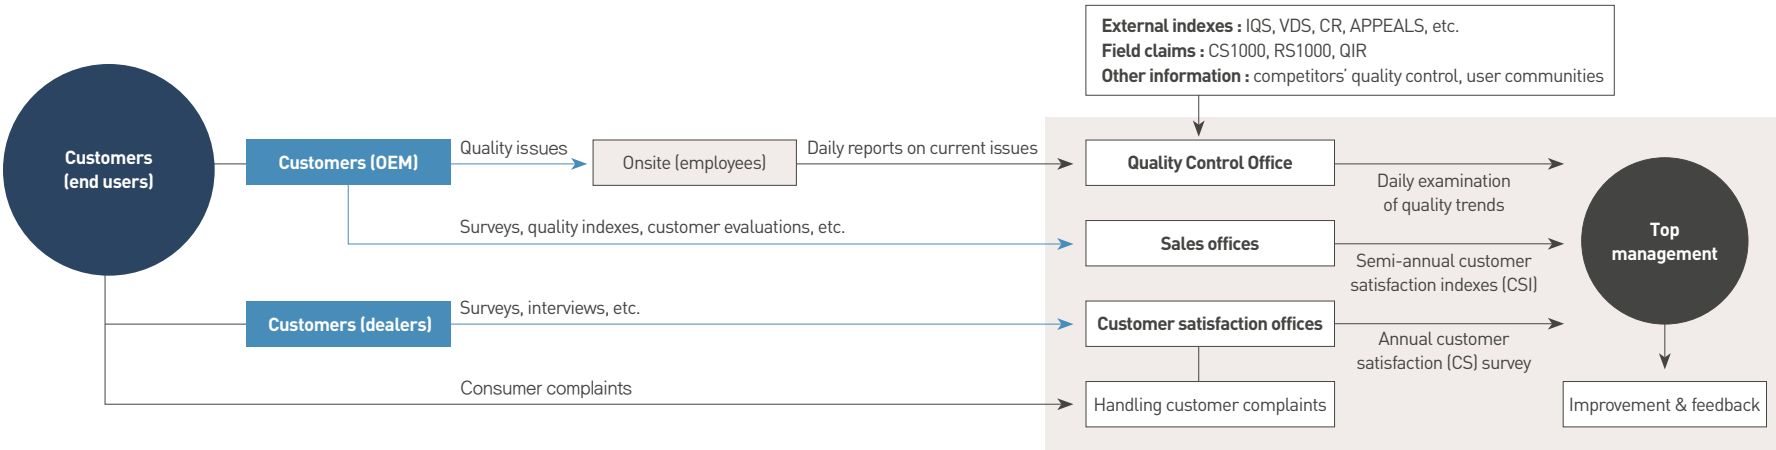 External indexes : IQS, VDS, CR, APPEALS, etc.
Field claims : CS1000, RS1000, QIR
Other information : competitors' quality control, user communities
Customers
(end users)
Customers (OEM)
Quality issues
Onsite (employees)
Daily reports on current issues
Quality Control Office
Daily examination
of quality trends
Surveys, quality indexes, customer evaluations, etc.
Sales offices
Semi-annual customer
satisfaction indexes (CSI)
Top
management
Customers (dealers)
Surveys, interviews, etc.
Customer satisfaction offices
Annual customer
satisfaction (CS) survey
Consumer complaints
Handling customer complaints
Improvement & feedback